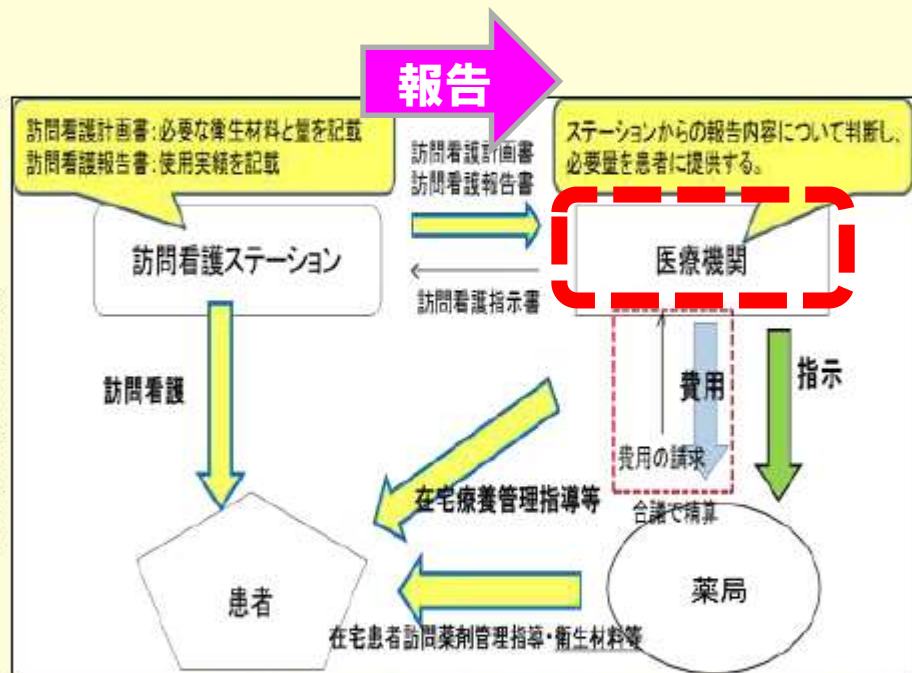 報告
訪問看護計画書:必要な衛生材料と量を記載
訪問看護報告書:使用実績を記載
ステーションからの報告内容について判断し、
必要量を患者に提供する。
訪問看護計画書
訪問看護報告書
訪問看護ステーション
医療機関
訪問看護指示書
訪問看護
費用
指示
費用の請求
合議で精算
在宅療養管理指導等
患者
薬局
在宅患者訪問薬剤管理指導・衛生材料等